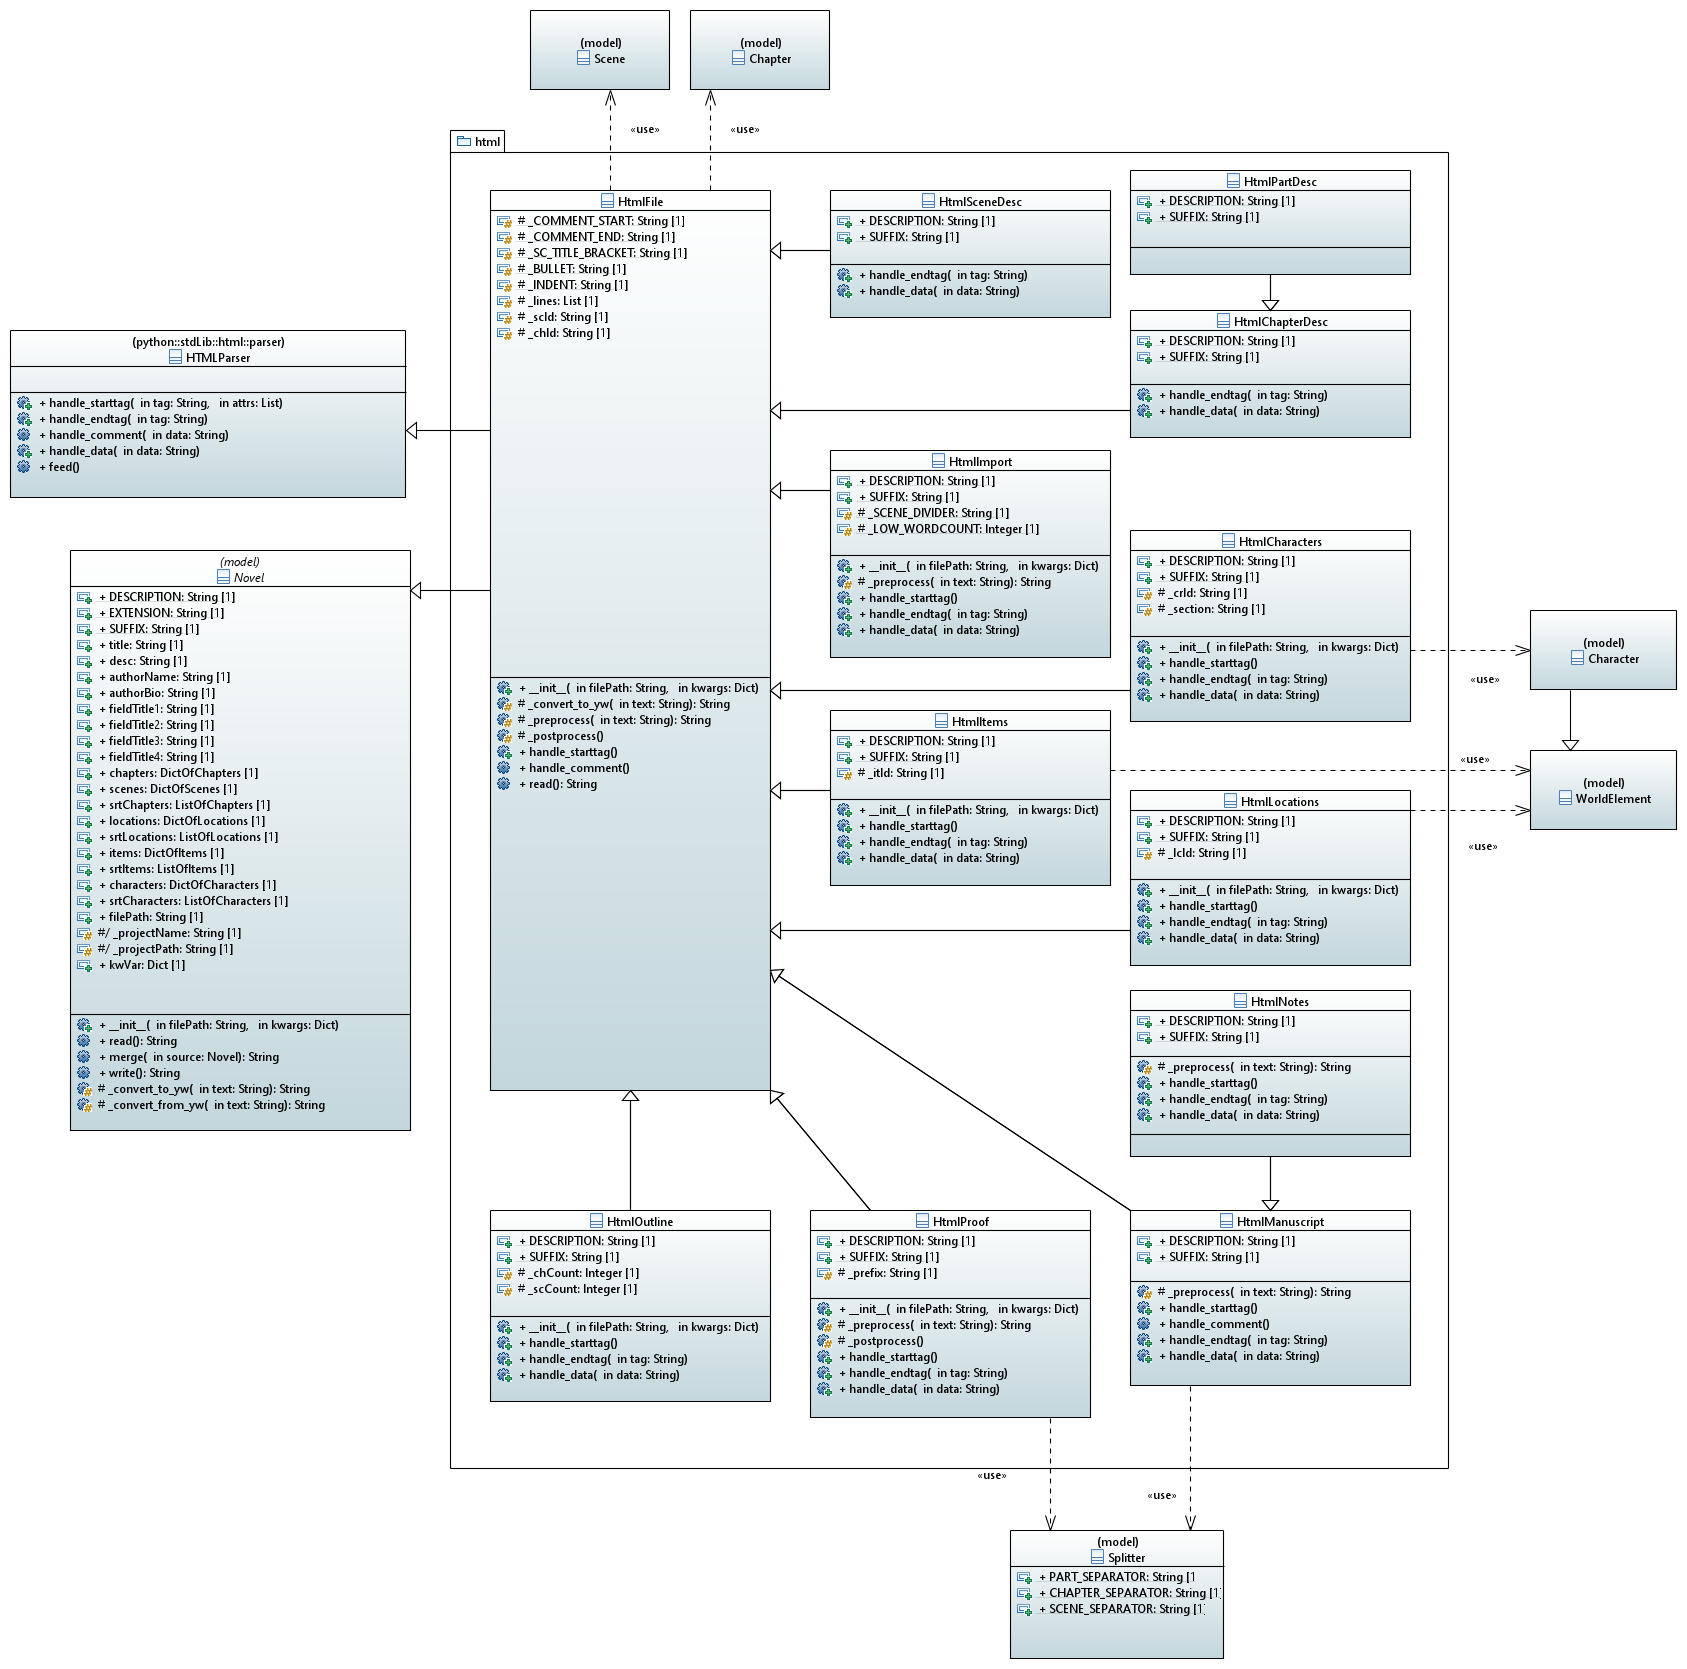 (model)
Scene
(model)
Chapter
«use»
«use»
html
HtmlFile
# _COMMENT_START: String [1]
# _COMMENT_END: String [1]
# _SC_TITLE_BRACKET: String [1]
# _BULLET: String [1]
# _INDENT: String [1]
# _lines: List [1]
# _scId: String [1]
# _chId: String [1]
+ __init__( in filePath: String, in kwargs: Dict)
# _convert_to_yw( in text: String): String
# _preprocess( in text: String): String
# _postprocess()
+ handle_starttag()
+ handle_comment()
+ read(): String
HtmlSceneDesc
+ DESCRIPTION: String [1]
+ SUFFIX: String [1]
+ handle_endtag( in tag: String)
+ handle_data( in data: String)
HtmlPartDesc
+ DESCRIPTION: String [1]
+ SUFFIX: String [1]
HtmlChapterDesc
+ DESCRIPTION: String [1]
+ SUFFIX: String [1]
+ handle_endtag( in tag: String)
+ handle_data( in data: String)
(python::stdLib::html::parser)
HTMLParser
+ handle_starttag( in tag: String, in attrs: List)
+ handle_endtag( in tag: String)
+ handle_comment( in data: String)
+ handle_data( in data: String)
+ feed()
HtmlImport
+ DESCRIPTION: String [1]
+ SUFFIX: String [1]
# _SCENE_DIVIDER: String [1]
# _LOW_WORDCOUNT: Integer [1]
+ __init__( in filePath: String, in kwargs: Dict)
# _preprocess( in text: String): String
+ handle_starttag()
+ handle_endtag( in tag: String)
+ handle_data( in data: String)
HtmlCharacters
+ DESCRIPTION: String [1]
+ SUFFIX: String [1]
# _crId: String [1]
# _section: String [1]
+ __init__( in filePath: String, in kwargs: Dict)
+ handle_starttag()
+ handle_endtag( in tag: String)
+ handle_data( in data: String)
(model)
Character
«use»
(model)
Novel
+ DESCRIPTION: String [1]
+ EXTENSION: String [1]
+ SUFFIX: String [1]
+ title: String [1]
+ desc: String [1]
+ authorName: String [1]
+ authorBio: String [1]
+ fieldTitle1: String [1]
+ fieldTitle2: String [1]
+ fieldTitle3: String [1]
+ fieldTitle4: String [1]
+ chapters: DictOfChapters [1]
+ scenes: DictOfScenes [1]
+ srtChapters: ListOfChapters [1]
+ locations: DictOfLocations [1]
+ srtLocations: ListOfLocations [1]
+ items: DictOfItems [1]
+ srtItems: ListOfItems [1]
+ characters: DictOfCharacters [1]
+ srtCharacters: ListOfCharacters [1]
+ filePath: String [1]
#/ _projectName: String [1]
#/ _projectPath: String [1]
+ kwVar: Dict [1]
+ __init__( in filePath: String, in kwargs: Dict)
+ read(): String
+ merge( in source: Novel): String
+ write(): String
# _convert_to_yw( in text: String): String
# _convert_from_yw( in text: String): String
HtmlItems
+ DESCRIPTION: String [1]
+ SUFFIX: String [1]
# _itId: String [1]
+ __init__( in filePath: String, in kwargs: Dict)
+ handle_starttag()
+ handle_endtag( in tag: String)
+ handle_data( in data: String)
«use»
(model)
WorldElement
HtmlLocations
+ DESCRIPTION: String [1]
+ SUFFIX: String [1]
# _lcId: String [1]
+ __init__( in filePath: String, in kwargs: Dict)
+ handle_starttag()
+ handle_endtag( in tag: String)
+ handle_data( in data: String)
«use»
HtmlNotes
+ DESCRIPTION: String [1]
+ SUFFIX: String [1]
# _preprocess( in text: String): String
+ handle_starttag()
+ handle_endtag( in tag: String)
+ handle_data( in data: String)
HtmlOutline
+ DESCRIPTION: String [1]
+ SUFFIX: String [1]
# _chCount: Integer [1]
# _scCount: Integer [1]
+ __init__( in filePath: String, in kwargs: Dict)
+ handle_starttag()
+ handle_endtag( in tag: String)
+ handle_data( in data: String)
HtmlProof
+ DESCRIPTION: String [1]
+ SUFFIX: String [1]
# _prefix: String [1]
+ __init__( in filePath: String, in kwargs: Dict)
# _preprocess( in text: String): String
# _postprocess()
+ handle_starttag()
+ handle_endtag( in tag: String)
+ handle_data( in data: String)
HtmlManuscript
+ DESCRIPTION: String [1]
+ SUFFIX: String [1]
# _preprocess( in text: String): String
+ handle_starttag()
+ handle_comment()
+ handle_endtag( in tag: String)
+ handle_data( in data: String)
«use»
«use»
(model)
Splitter
+ PART_SEPARATOR: String [1
+ CHAPTER_SEPARATOR: String [1]
+ SCENE_SEPARATOR: String [1]